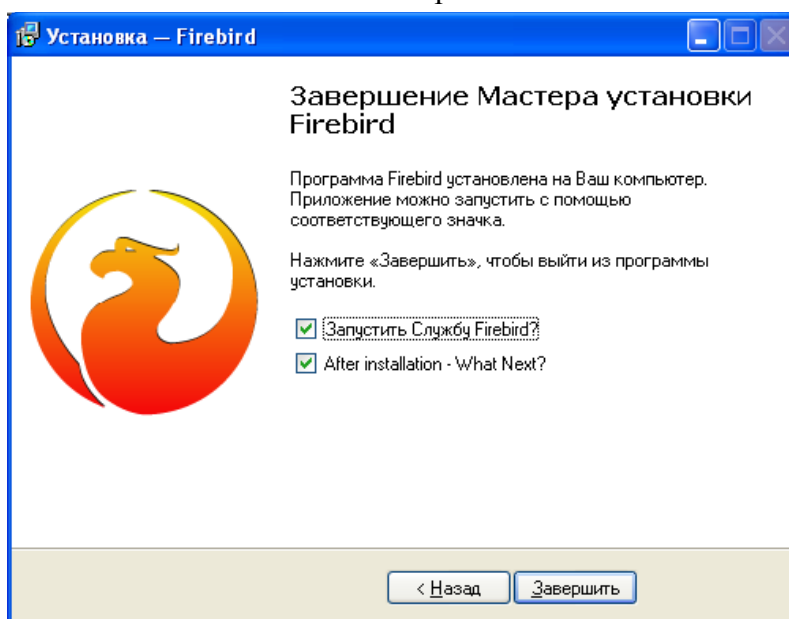 Установка — Firebird
Завершение Мастера установки
Firebird
Программа Firebird установлена на Ваш компьютер.
Приложение можно запустить с помощью
соответствующего значка.
Нажмите «Завершить», чтобы выйти из программы
установки.
Запустить Службу Firebird?
After installation - What Next?
< Назад
Завершить